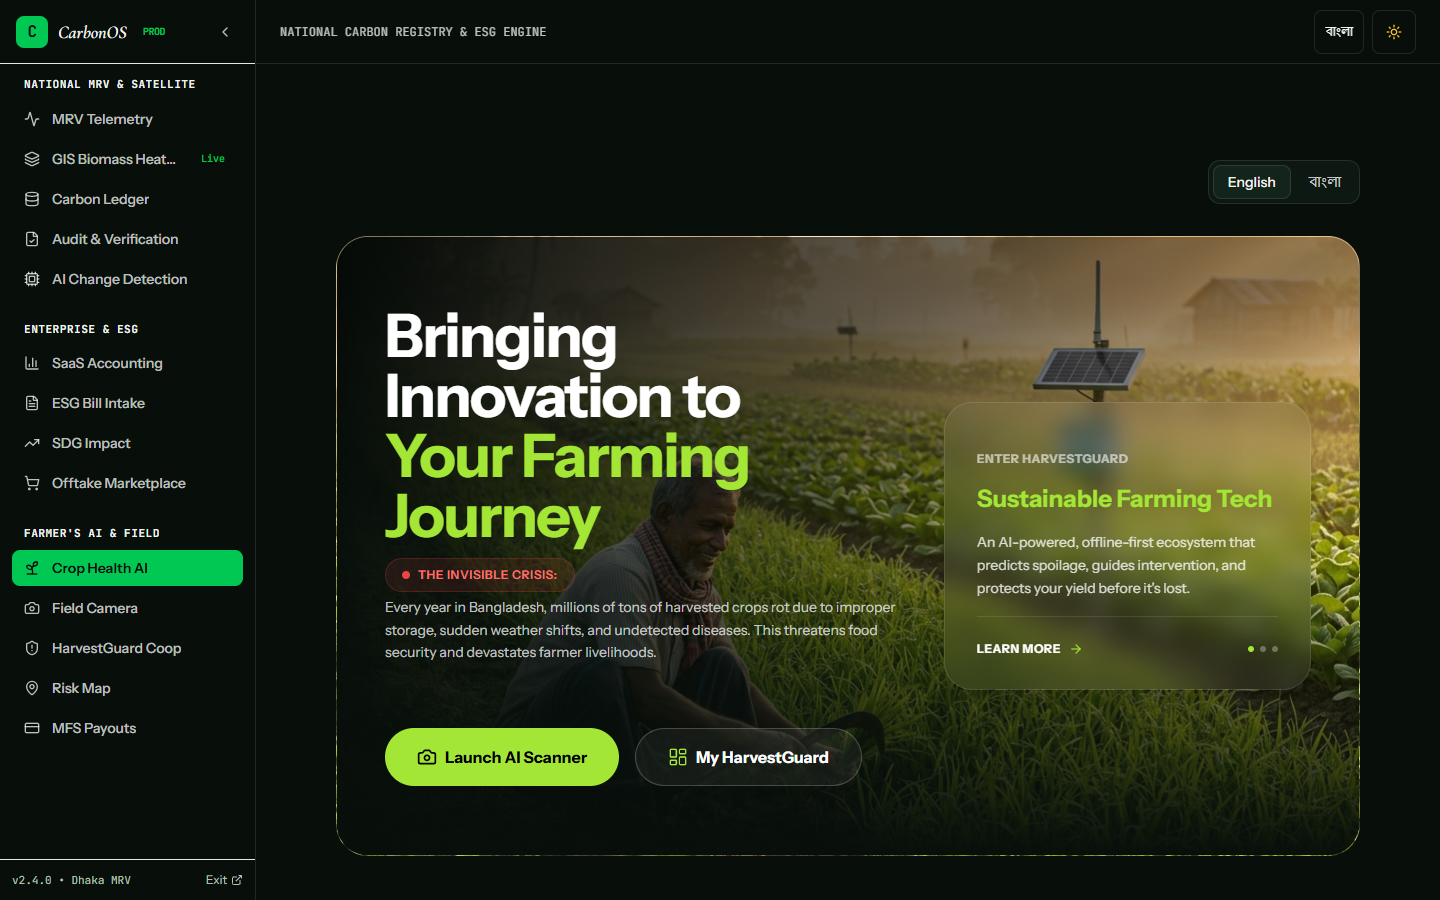 C
CarbonOS
PROD
NATIONAL CARBON REGISTRY & ESG ENGINE
বাংলা
NATIONAL MRV & SATELLITE
MRV Telemetry
GIS Biomass Heat...
Live
Carbon Ledger
Audit & Verification
AI Change Detection
ENTERPRISE & ESG
SaaS Accounting
ESG Bill Intake
SDG Impact
Offtake Marketplace
FARMER'S AI & FIELD
Crop Health AI
Field Camera
HarvestGuard Coop
Risk Map
MFS Payouts
v2.4.0 • Dhaka MRV
Exit
English
বাংলা
Bringing
Innovation to
Your Farming
Journey
THE INVISIBLE CRISIS:
Every year in Bangladesh, millions of tons of harvested crops rot due to improper
storage, sudden weather shifts, and undetected diseases. This threatens food
security and devastates farmer livelihoods.
Launch AI Scanner
My HarvestGuard
ENTER HARVESTGUARD
Sustainable Farming Tech
An AI-powered, offline-first ecosystem that
predicts spoilage, guides intervention, and
protects your yield before it's lost.
LEARN MORE →